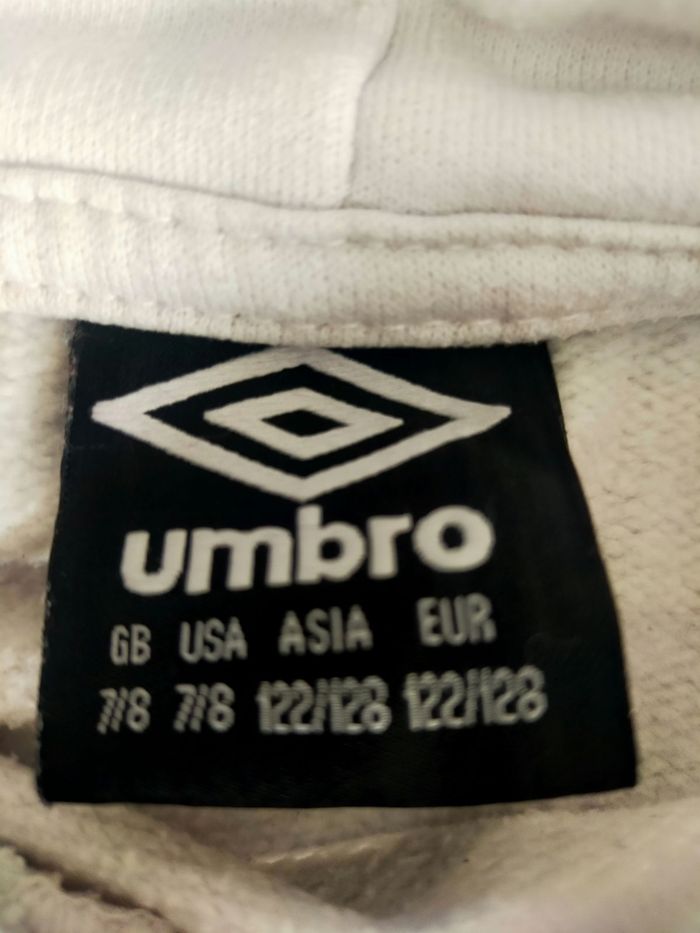 umbro
GB USA ASIA EUR
7/8 7/8 122/128 122/128